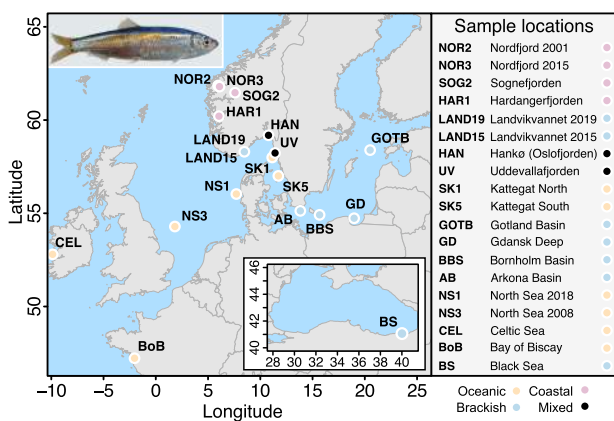 65
60
55
50
Latitude
−10 −5 0 5 10 15 20 25
Longitude
NOR2 NOR3
SOG2
HAR1
HAN
LAND19
UV
LAND15
SK1
GOTB
NS1
SK5
NS3
AB
BBS
GD
CEL
BoB
46
45
44
43
42
41
40
28 30 32 34 36 38 40 42
BS
Sample locations
NOR2 Nordfjord 2001
NOR3 Nordfjord 2015
SOG2 Sognefjorden
HAR1 Hardangerfjorden
LAND19 Landvikvannet 2019
LAND15 Landvikvannet 2015
HAN Hankø (Oslofjorden)
UV Uddevallafjorden
SK1 Kattegat North
SK5 Kattegat South
GOTB Gotland Basin
GD Gdansk Deep
BBS Bornholm Basin
AB Arkona Basin
NS1 North Sea 2018
NS3 North Sea 2008
CEL Celtic Sea
BoB Bay of Biscay
BS Black Sea
Oceanic Coastal
Brackish Mixed